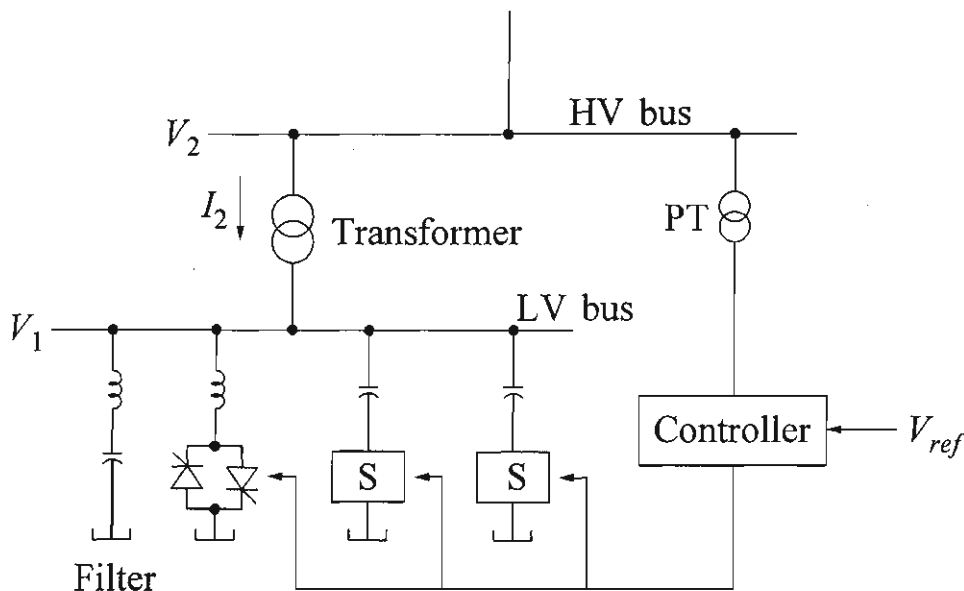 HV bus
V2
I2
Transformer
PT
LV bus
V1
Controller
Vref
S
S
Filter